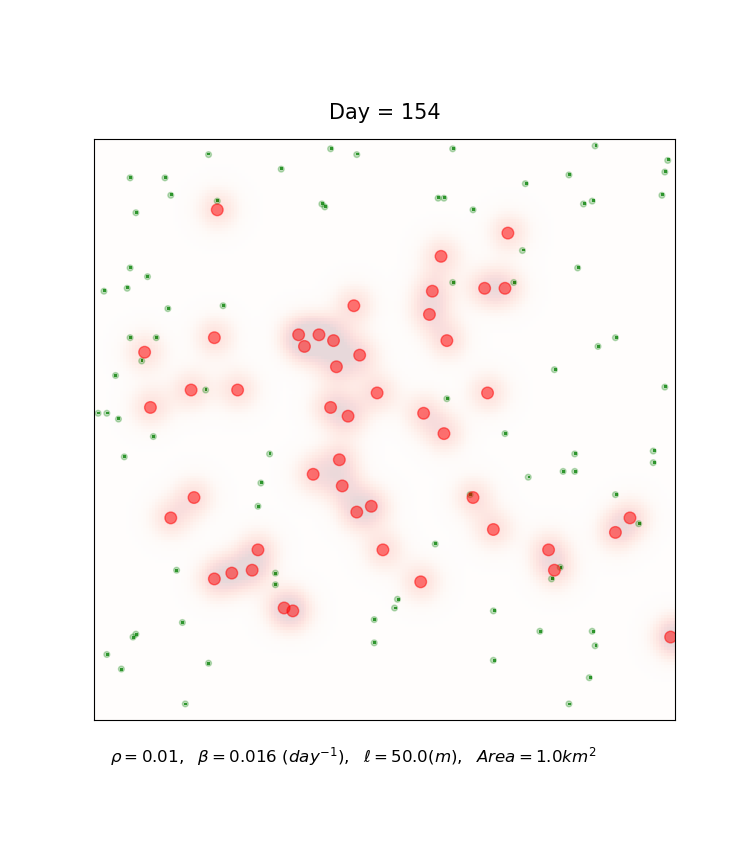 Day = 154
ρ = 0.01, β = 0.016 (day⁻¹), ℓ = 50.0(m), Area = 1.0km²